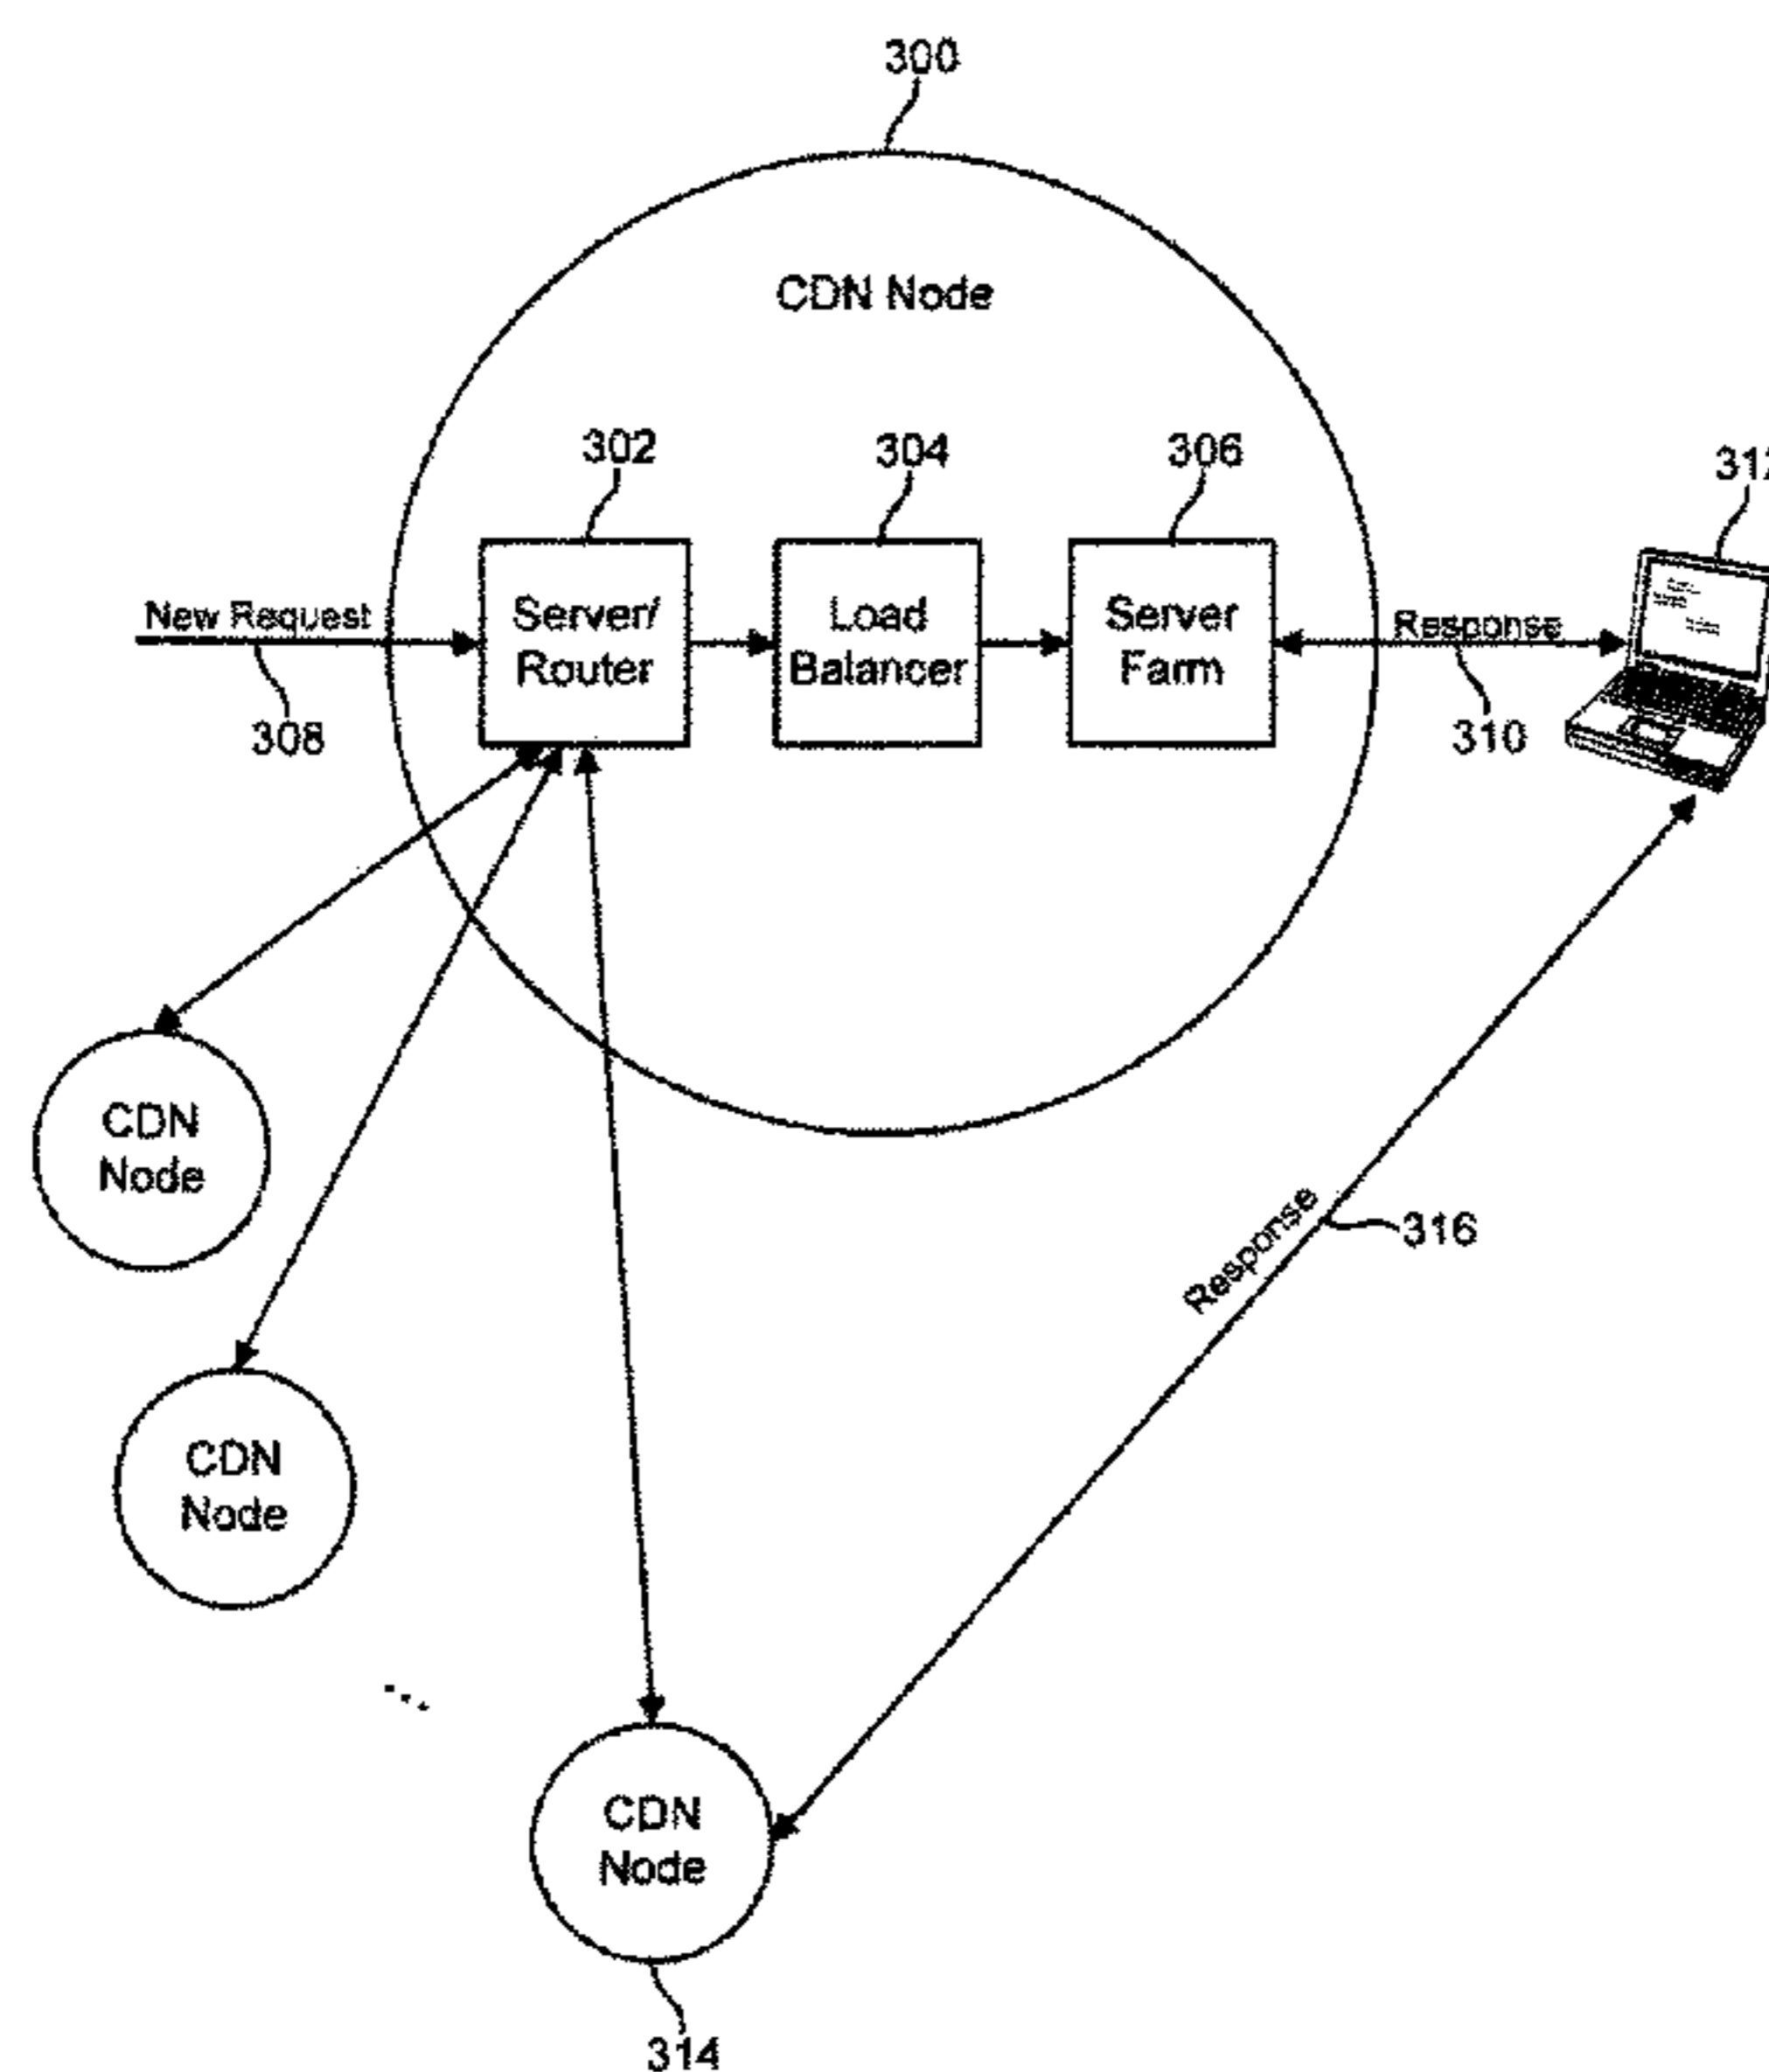 300
CDN Node
302
304
306
312
New Request
Server/
Router
Load
Balancer
Server
Farm
Response
308
310
CDN
Node
Response
316
CDN
Node
CDN
Node
314